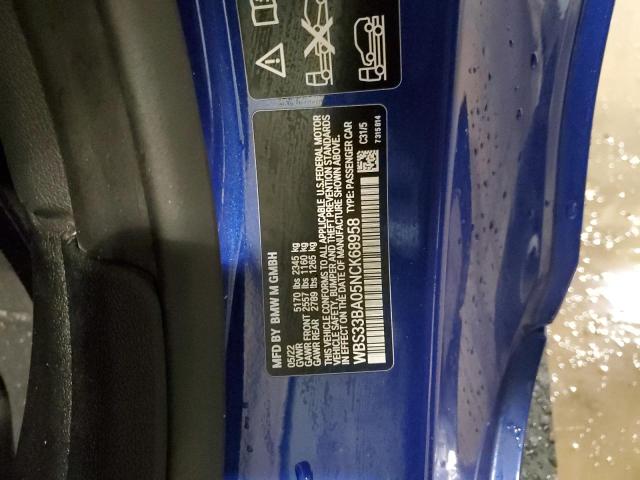 MFD BY BMW M GMBH
05/22
GVWR 5170 lbs 2345 kg
GAWR FRONT 2557 lbs 1160 kg
GAWR REAR 2789 lbs 1265 kg
THIS VEHICLE CONFORMS TO ALL APPLICABLE U.S. FEDERAL MOTOR
VEHICLE SAFETY, BUMPER AND THEFT PREVENTION STANDARDS
IN EFFECT ON THE DATE OF MANUFACTURE SHOWN ABOVE.
WBS33BA05NCK68958 TYPE: PASSENGER CAR
C31/5
7315814